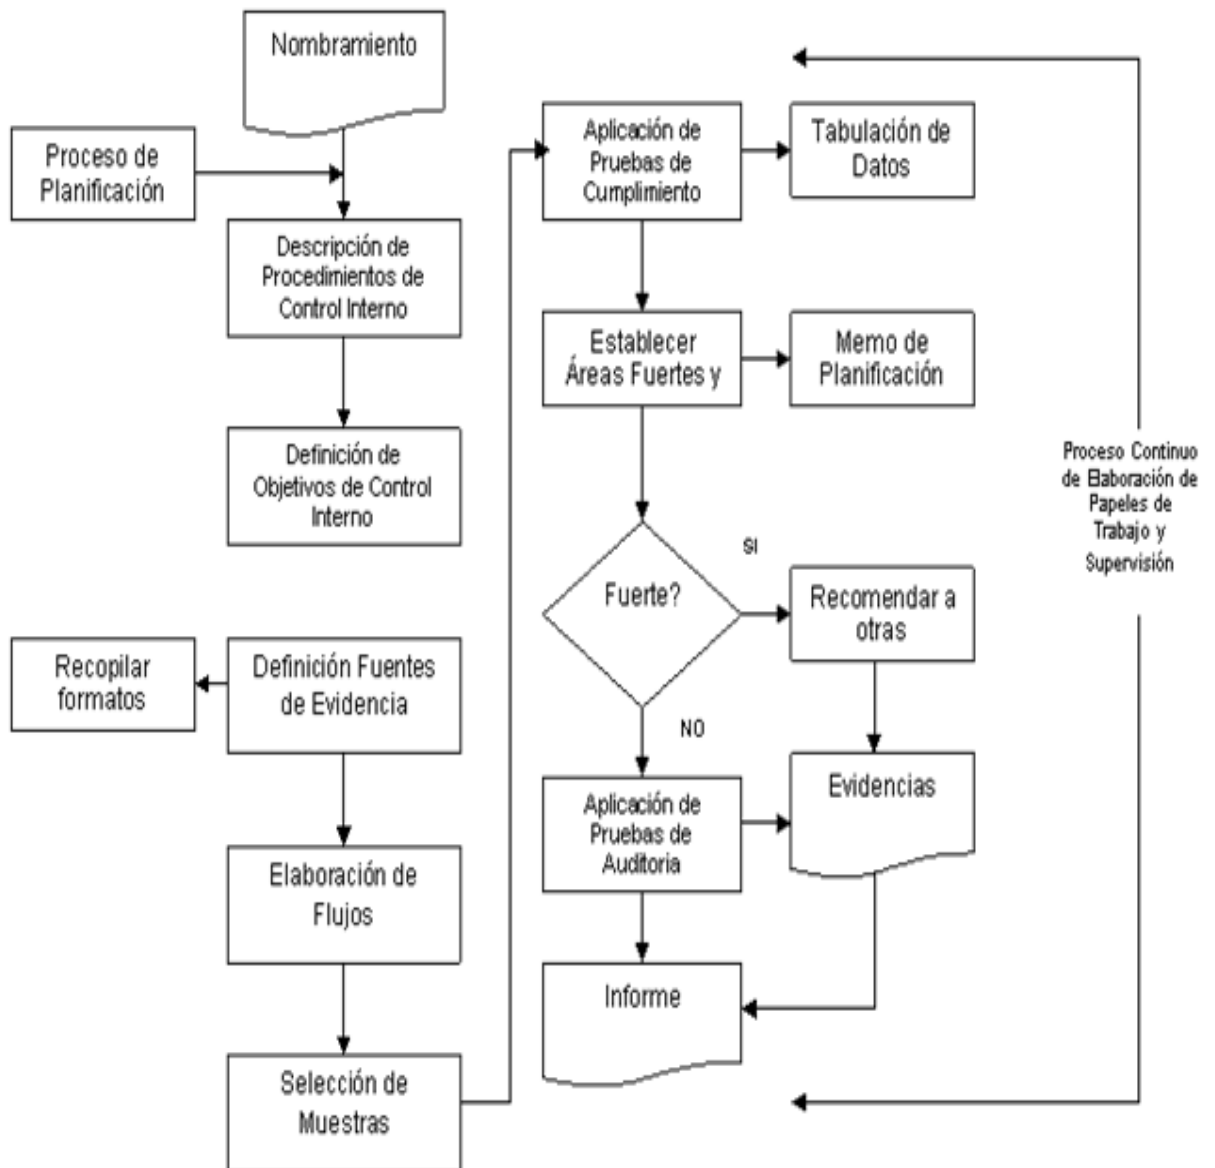 Nombramiento
Proceso de
Planificación
Descripción de
Procedimientos de
Control Interno
Definición de
Objetivos de Control
Interno
Recopilar
formatos
Definición Fuentes
de Evidencia
Elaboración de
Flujos
Selección de
Muestras
Aplicación de
Pruebas de
Cumplimiento
Tabulación de
Datos
Establecer
Áreas Fuertes y
Memo de
Planificación
Fuerte?
SI
Recomendar a
otras
NO
Aplicación de
Pruebas de
Auditoria
Evidencias
Informe
Proceso Continuo
de Elaboración de
Papeles de
Trabajo y
Supervisión